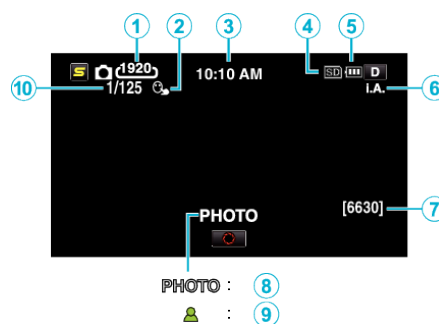 1 2 3 4 5
S 1920 10:10 AM SD D
10 1/125 i.A. 6
[6630] 7
PHOTO
PHOTO : 8
: 9